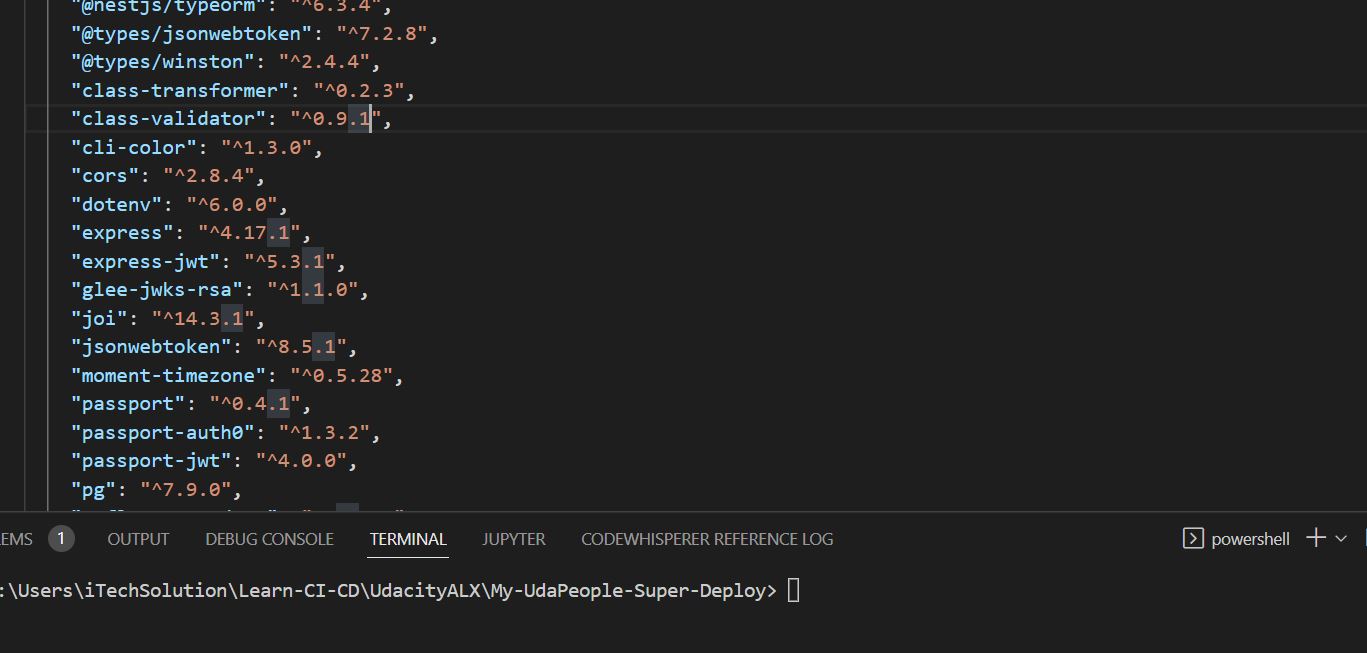 "@nestjs/typeorm": "^6.3.4",
"@types/jsonwebtoken": "^7.2.8",
"@types/winston": "^2.4.4",
"class-transformer": "^0.2.3",
"class-validator": "^0.9.1",
"cli-color": "^1.3.0",
"cors": "^2.8.4",
"dotenv": "^6.0.0",
"express": "^4.17.1",
"express-jwt": "^5.3.1",
"glee-jwks-rsa": "^1.1.0",
"joi": "^14.3.1",
"jsonwebtoken": "^8.5.1",
"moment-timezone": "^0.5.28",
"passport": "^0.4.1",
"passport-auth0": "^1.3.2",
"passport-jwt": "^4.0.0",
"pg": "^7.9.0",
EMS 1 OUTPUT DEBUG CONSOLE TERMINAL JUPYTER CODEWHISPERER REFERENCE LOG powershell
:\Users\iTechSolution\Learn-CI-CD\UdacityALX\My-UdaPeople-Super-Deploy>